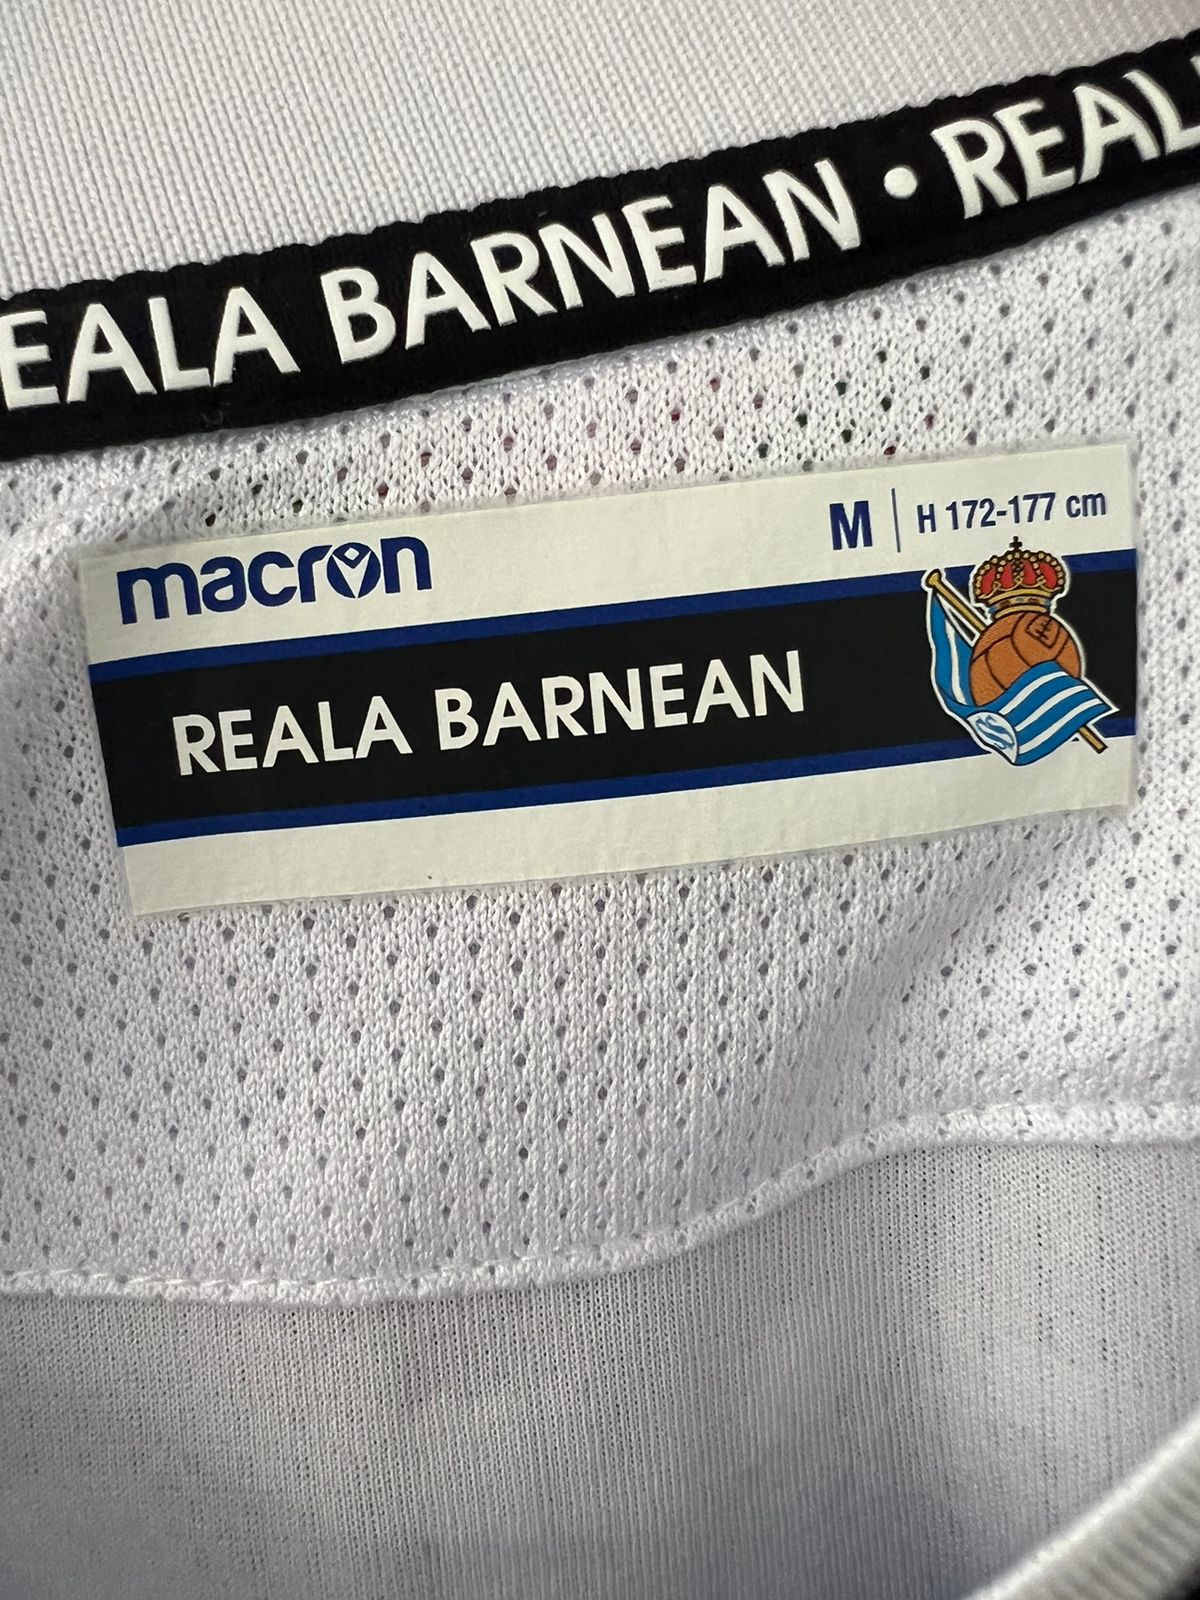 EALA BARNEAN • REAL
macron
M | H 172-177 cm
REALA BARNEAN